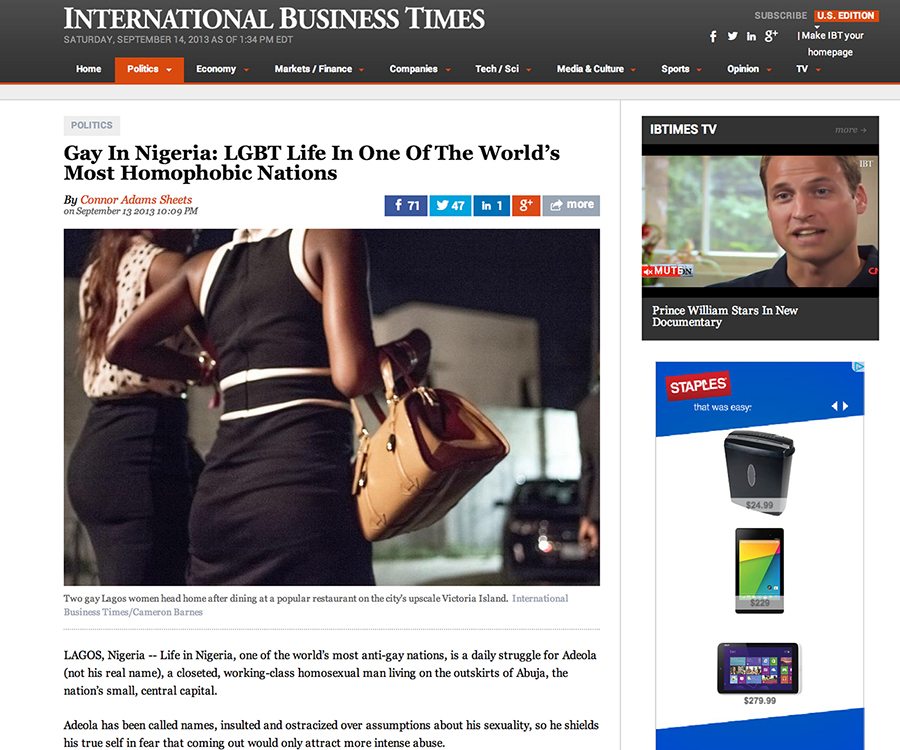 INTERNATIONAL BUSINESS TIMES
SATURDAY, SEPTEMBER 14, 2013 AS OF 1:34 PM EDT
SUBSCRIBE U.S. EDITION
| Make IBT your
homepage
Home Politics Economy Markets / Finance Companies Tech / Sci Media & Culture Sports Opinion TV
POLITICS
Gay In Nigeria: LGBT Life In One Of The World's
Most Homophobic Nations
By Connor Adams Sheets
on September 13 2013 10:09 PM
71 47 in 1 g+ more
Two gay Lagos women head home after dining at a popular restaurant on the city's upscale Victoria Island. International
Business Times/Cameron Barnes
LAGOS, Nigeria -- Life in Nigeria, one of the world's most anti-gay nations, is a daily struggle for Adeola
(not his real name), a closeted, working-class homosexual man living on the outskirts of Abuja, the
nation's small, central capital.
Adeola has been called names, insulted and ostracized over assumptions about his sexuality, so he shields
his true self in fear that coming out would only attract more intense abuse.
IBTIMES TV more →
IBT
Prince William Stars In New
Documentary
STAPLES
that was easy:
$24.99
$229
$279.99